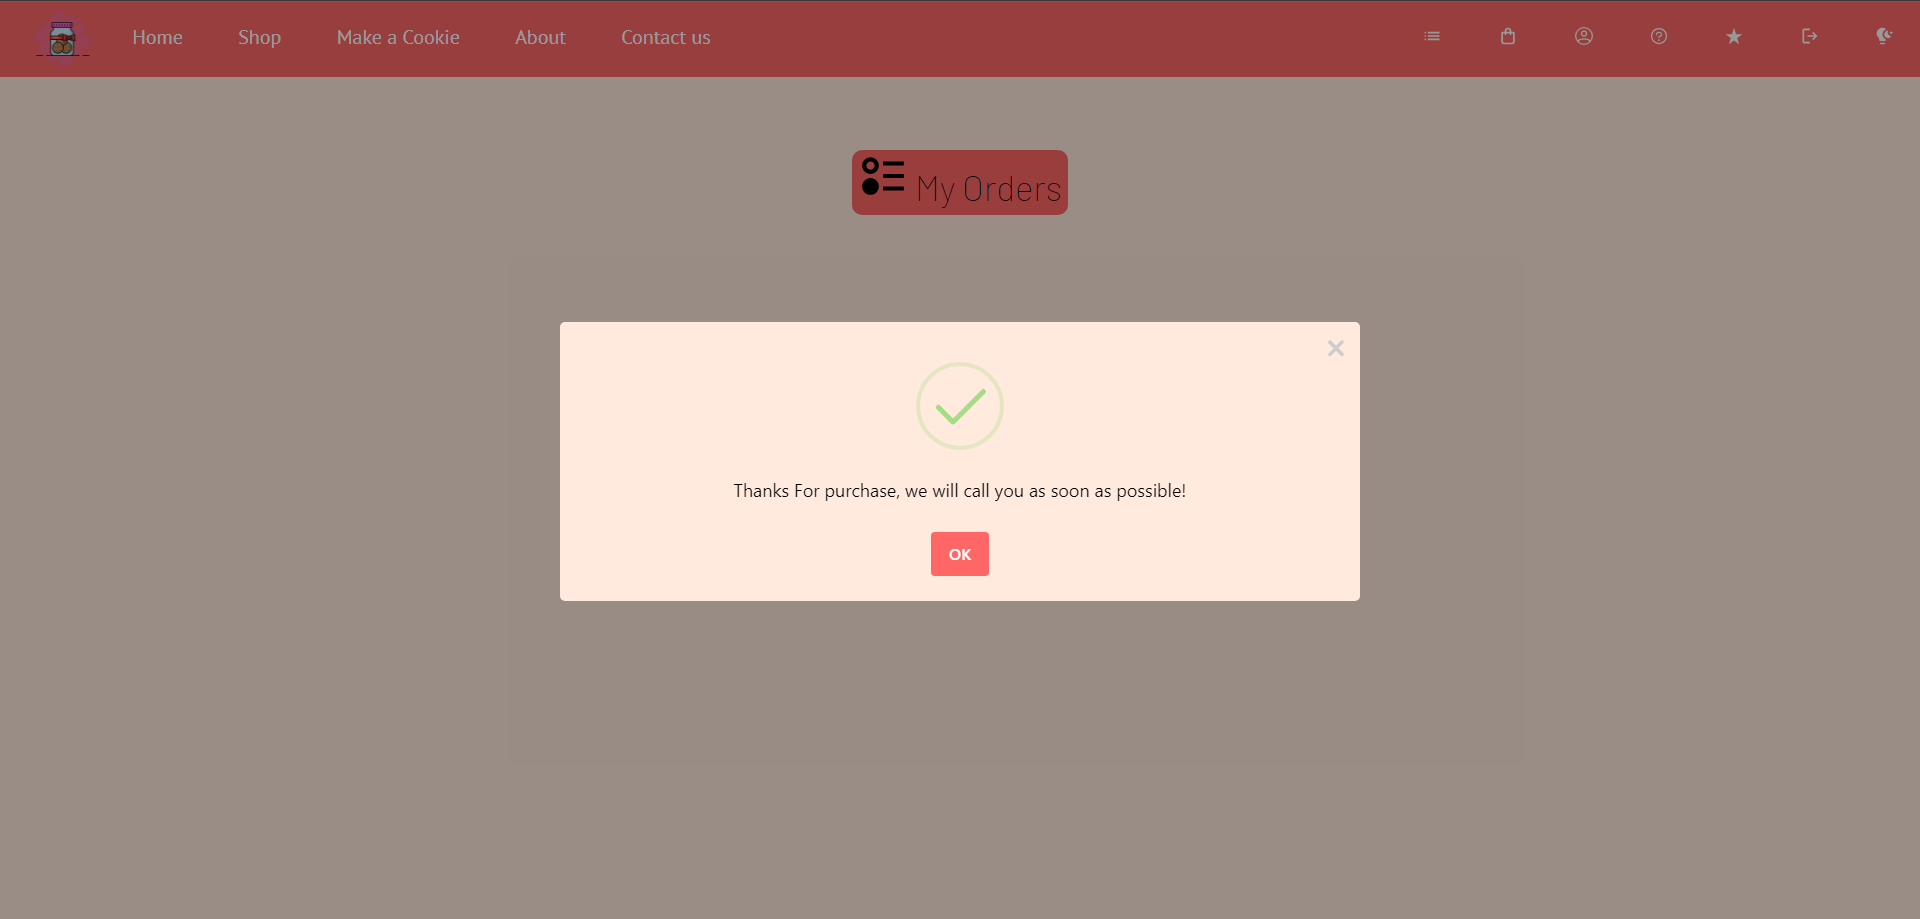 Home Shop Make a Cookie About Contact us
My Orders
Thanks For purchase, we will call you as soon as possible!
OK